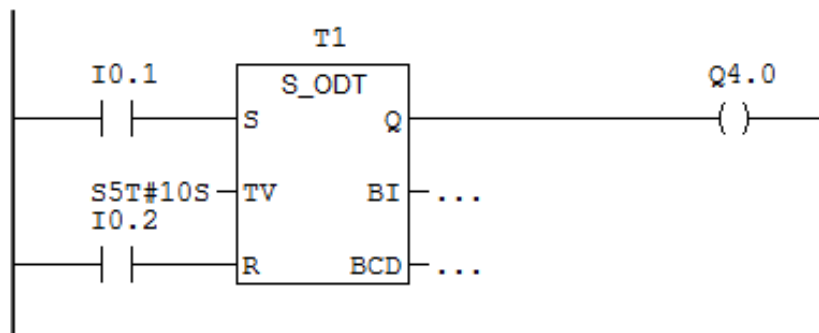 T1
I0.1
S_ODT
Q4.0
S
Q
S5T#10S
TV
BI
...
I0.2
R
BCD
...